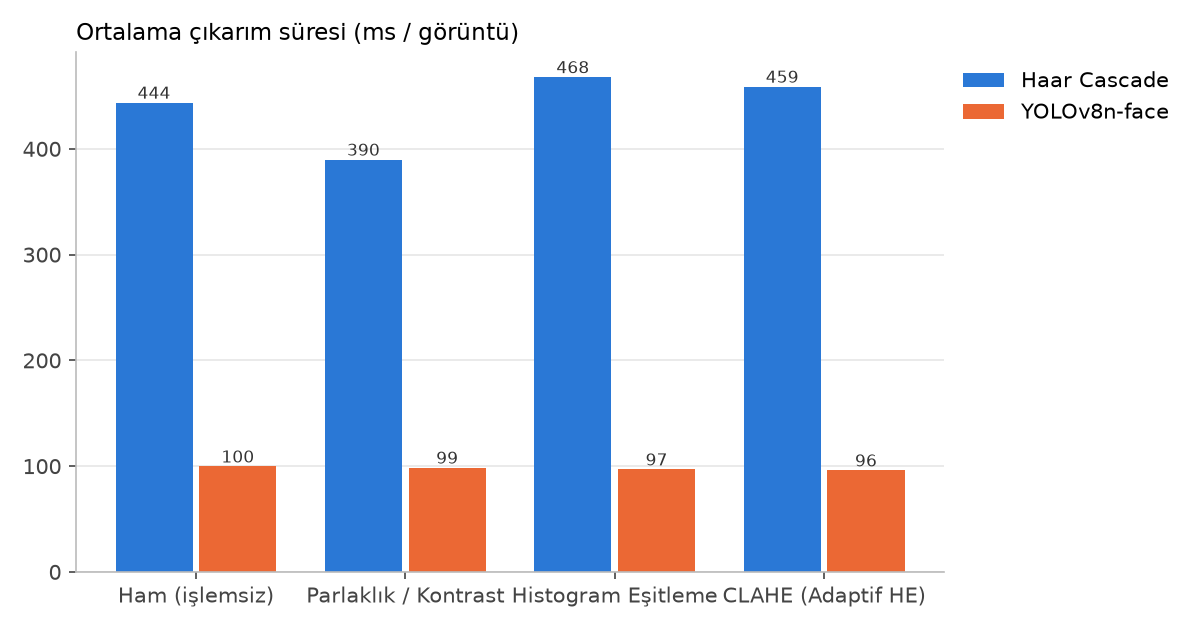 Ortalama çıkarım süresi (ms / görüntü)
Haar Cascade
YOLOv8n-face
468
459
444
390
400
300
200
100
0
100
99
97
96
Ham (işlemsiz)
Parlaklık / Kontrast
Histogram Eşitleme
CLAHE (Adaptif HE)